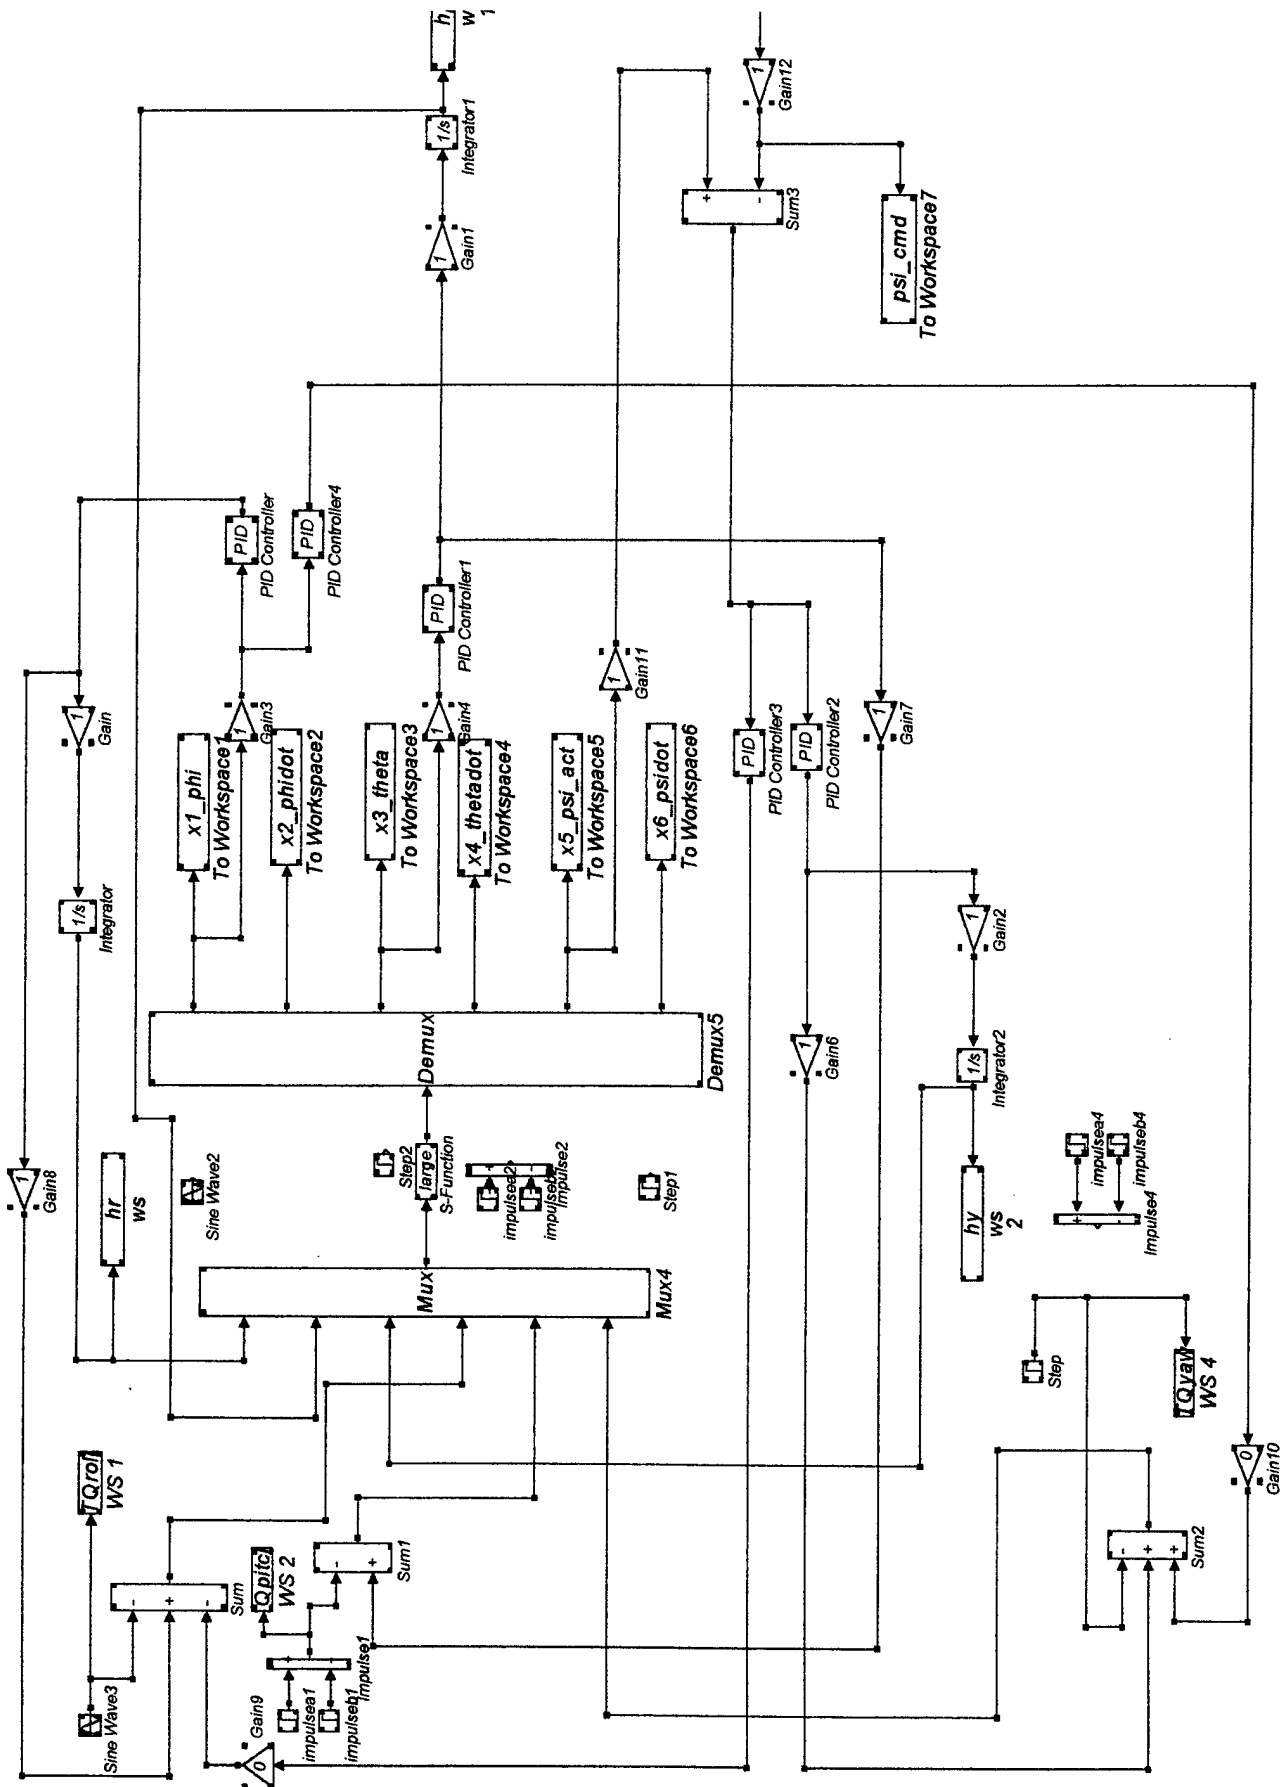 h
w
1
1/s
Integrator1
1
Gain1
1
Gain12
+
-
Sum3
psi_cmd
To Workspace7
PID
PID Controller
PID
PID Controller4
PID
PID Controller1
1
Gain11
1
Gain
1
Gain3
1
Gain4
x1_phi
To Workspace1
x2_phidot
To Workspace2
x3_theta
To Workspace3
x4_thetadot
To Workspace4
x5_psi_act
To Workspace5
x6_psidot
To Workspace6
PID
PID Controller3
PID
PID Controller2
1
Gain7
1/s
Integrator
1
Gain2
Demux
Demux5
1
Gain6
1/s
Integrator2
1
Gain8
hr
ws
Sine Wave2
Step2
large
S-Function
+
-
impulsea2
impulseb2
Impulse2
Step1
hy
ws
2
impulsea4
impulseb4
+
-
Impulse4
Mux
Mux4
Step
TQyaw
WS 4
0
Gain10
TQroll
WS 1
Sine Wave3
-
+
-
Sum
Qpitc
WS 2
-
+
Sum1
-
+
+
Sum2
impulsea1
impulseb1
Impulse1
0
Gain9